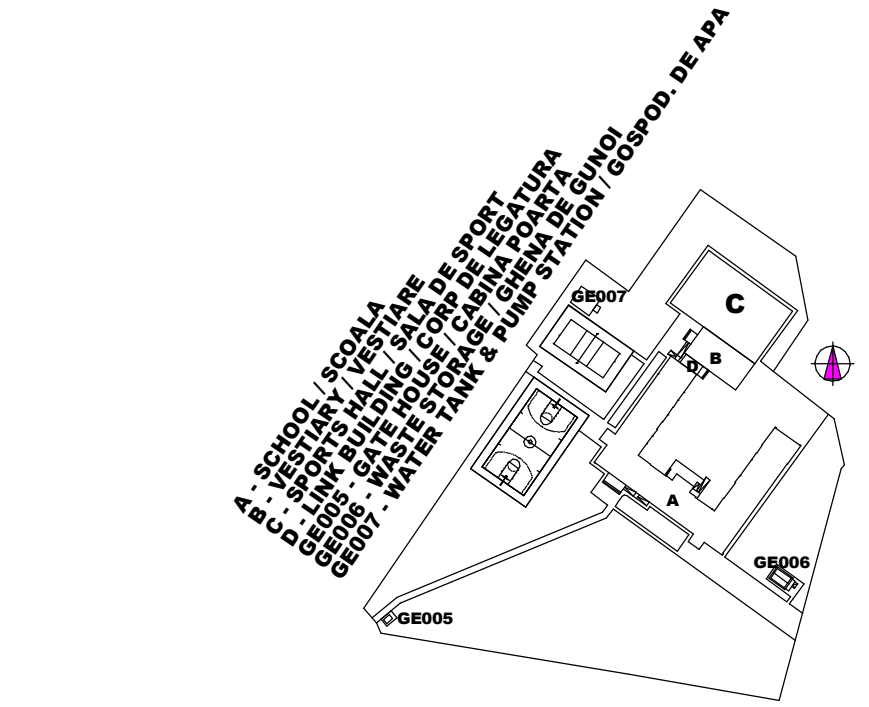 A - SCHOOL / SCOALA
B - VESTIARY / VESTIARE
C - SPORTS HALL / SALA DE SPORT
D - LINK BUILDING / CORP DE LEGATURA
GE005 - GATE HOUSE / CABINA POARTA
GE006 - WASTE STORAGE / GHENA DE GUNOI
GE007 - WATER TANK & PUMP STATION / GOSPOD. DE APA
GE007
C
B
D
A
GE006
GE005